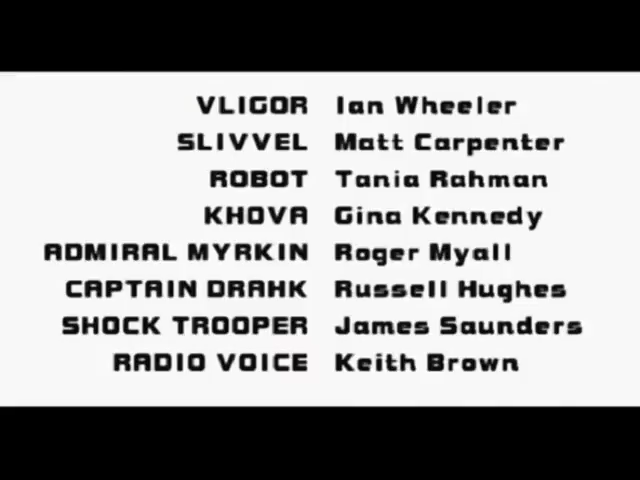 VLIGOR Ian Wheeler
SLIVVEL Matt Carpenter
ROBOT Tania Rahman
KHOVA Gina Kennedy
ADMIRAL MYRKIN Roger Myall
CAPTAIN DRAHK Russell Hughes
SHOCK TROOPER James Saunders
RADIO VOICE Keith Brown